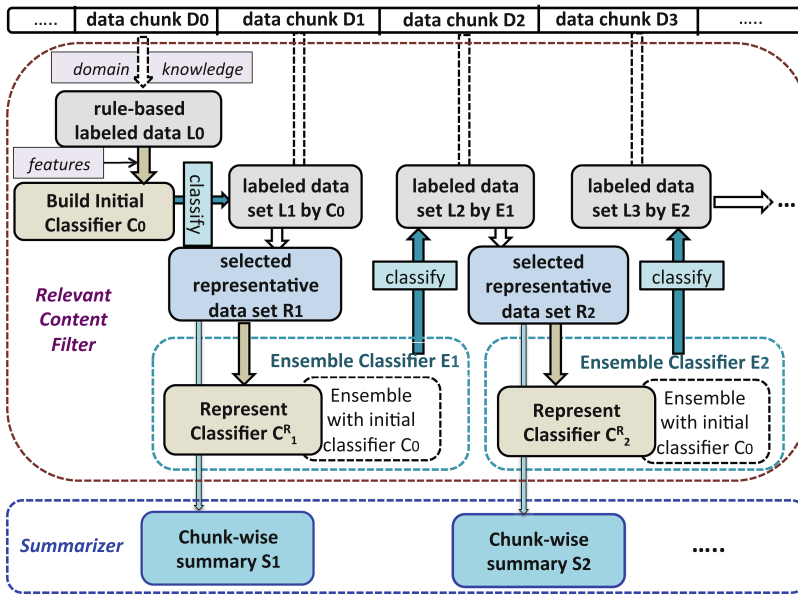 ..... data chunk D0 data chunk D1 data chunk D2 data chunk D3 .....
domain knowledge
rule-based
labeled data L0
features
Build Initial
Classifier C0
classify
labeled data
set L1 by C0
labeled data
set L2 by E1
labeled data
set L3 by E2
...
selected
representative
data set R1
classify
selected
representative
data set R2
classify
Relevant
Content
Filter
Ensemble Classifier E1
Ensemble Classifier E2
Represent
Classifier C^R_1
Ensemble
with initial
classifier C0
Represent
Classifier C^R_2
Ensemble
with initial
classifier C0
Summarizer
Chunk-wise
summary S1
Chunk-wise
summary S2
.....